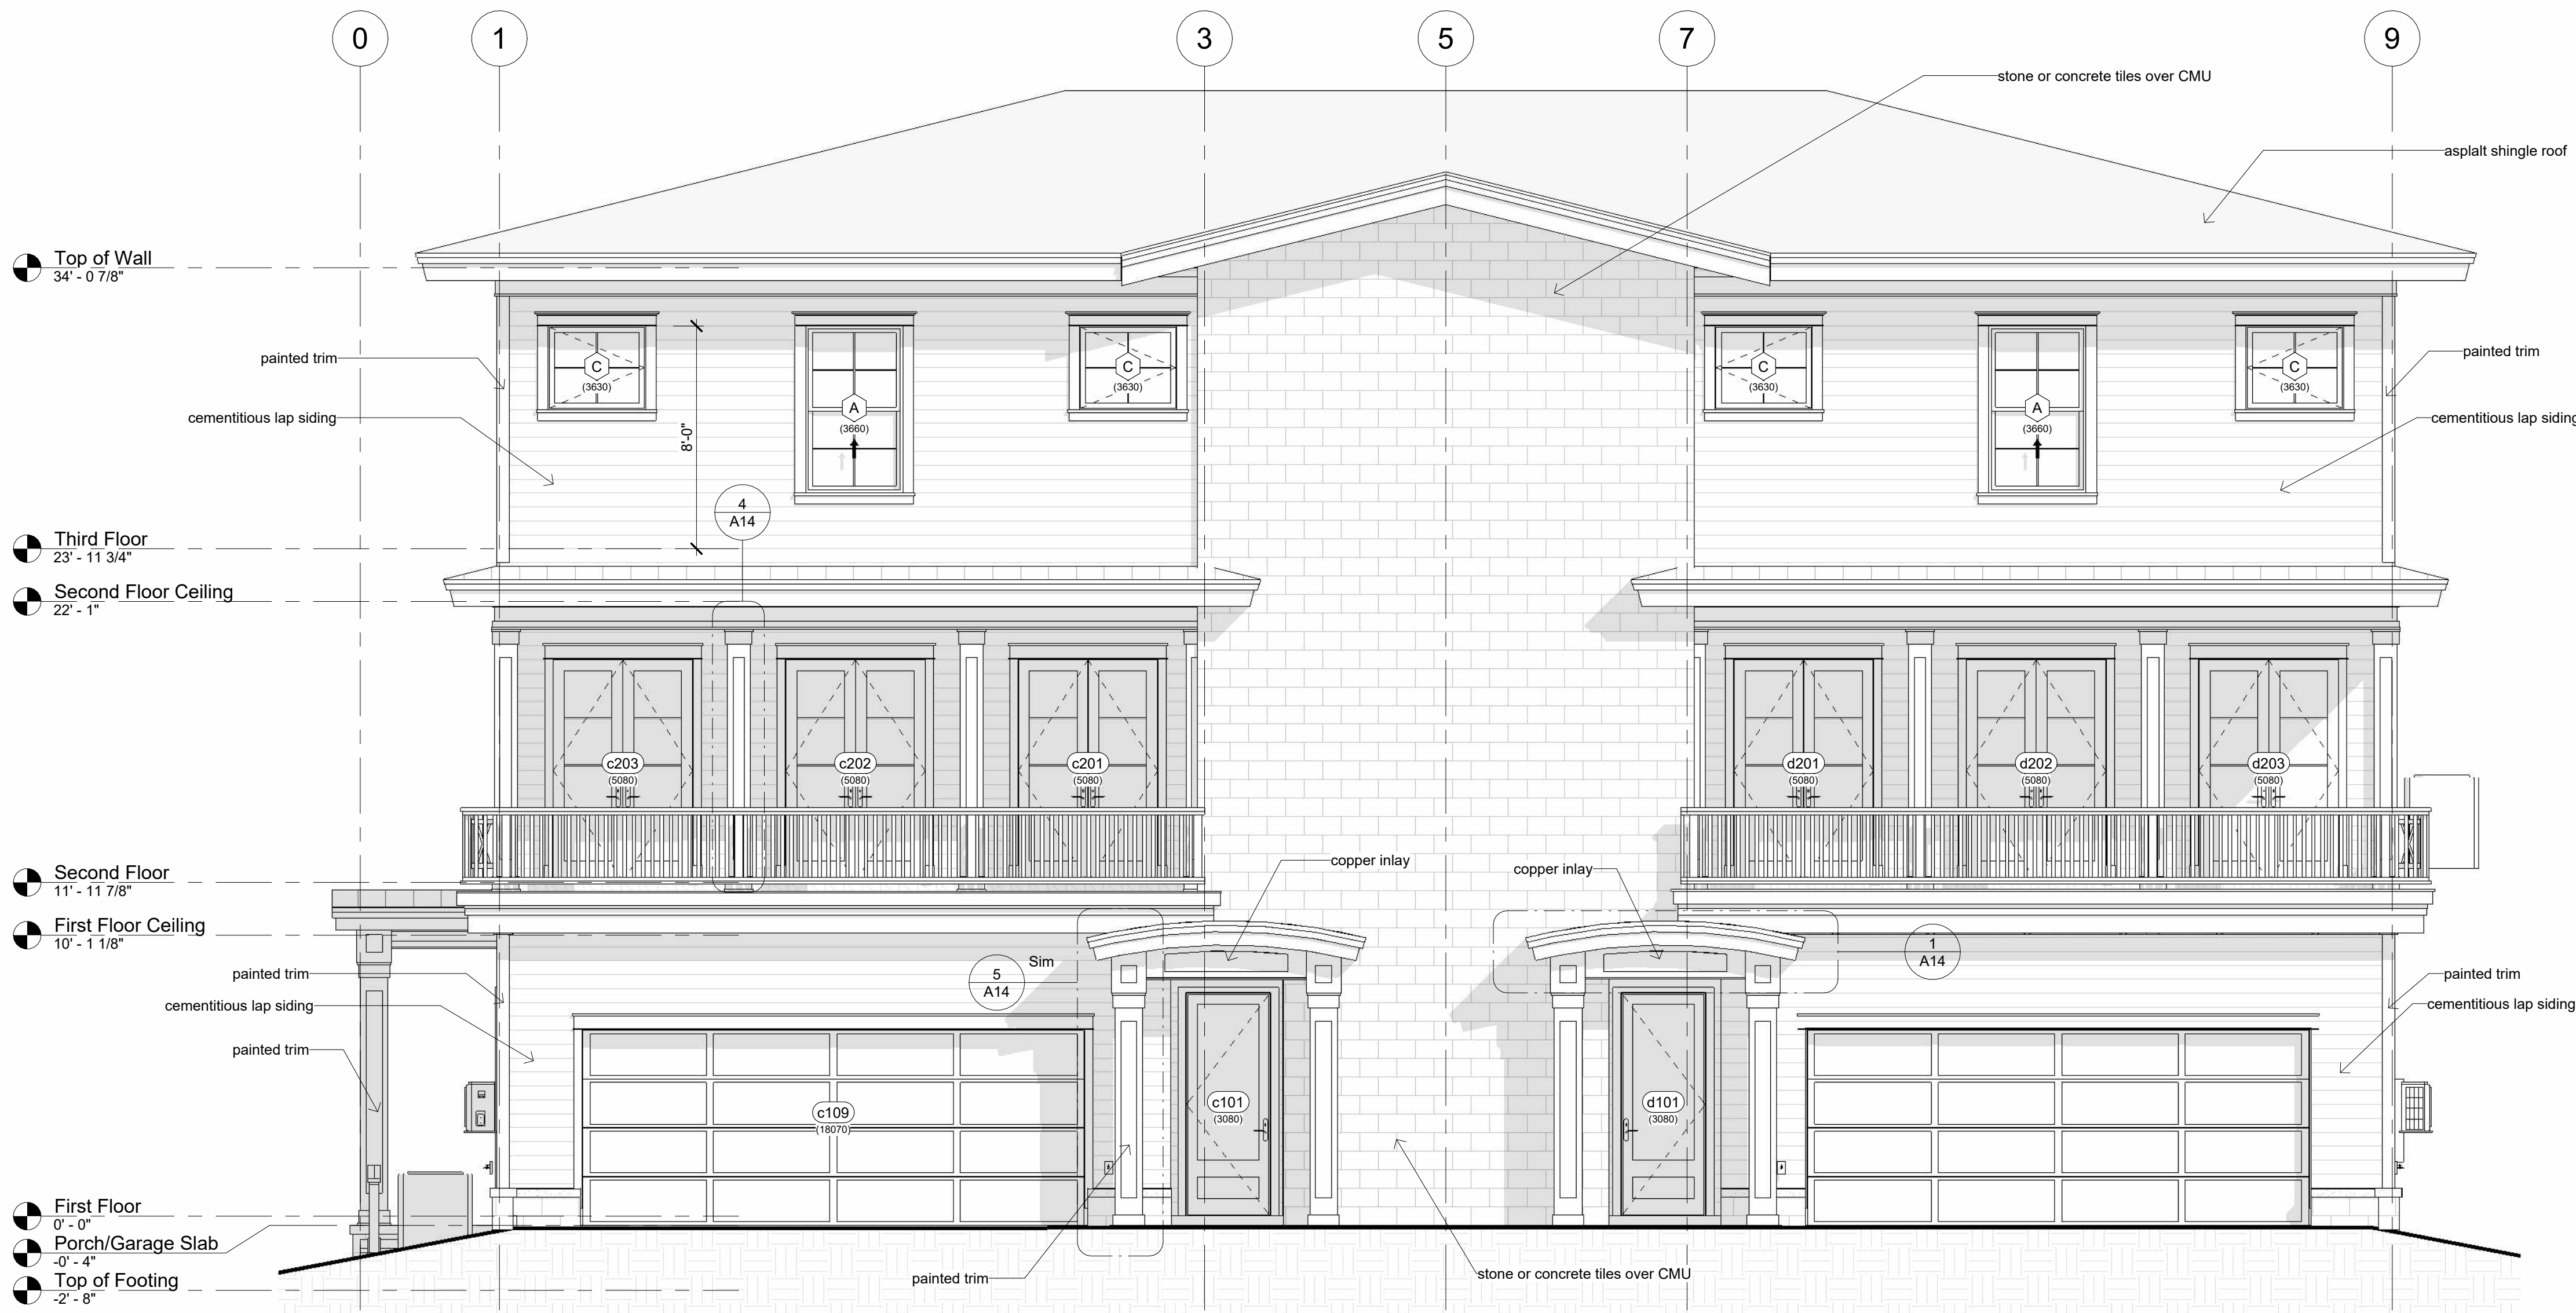 0
1
3
5
7
9
stone or concrete tiles over CMU
asplalt shingle roof
Top of Wall
34' - 0 7/8"
painted trim
cementitious lap siding
C
(3630)
8'-0"
A
(3660)
C
(3630)
C
(3630)
A
(3660)
C
(3630)
painted trim
cementitious lap siding
4
A14
Third Floor
23' - 11 3/4"
Second Floor Ceiling
22' - 1"
c203
(5080)
c202
(5080)
c201
(5080)
d201
(5080)
d202
(5080)
d203
(5080)
Second Floor
11' - 11 7/8"
copper inlay
copper inlay
First Floor Ceiling
10' - 1 1/8"
5
A14
Sim
1
A14
painted trim
cementitious lap siding
painted trim
painted trim
cementitious lap siding
c109
(18070)
c101
(3080)
d101
(3080)
First Floor
0' - 0"
Porch/Garage Slab
-0' - 4"
Top of Footing
-2' - 8"
painted trim
stone or concrete tiles over CMU